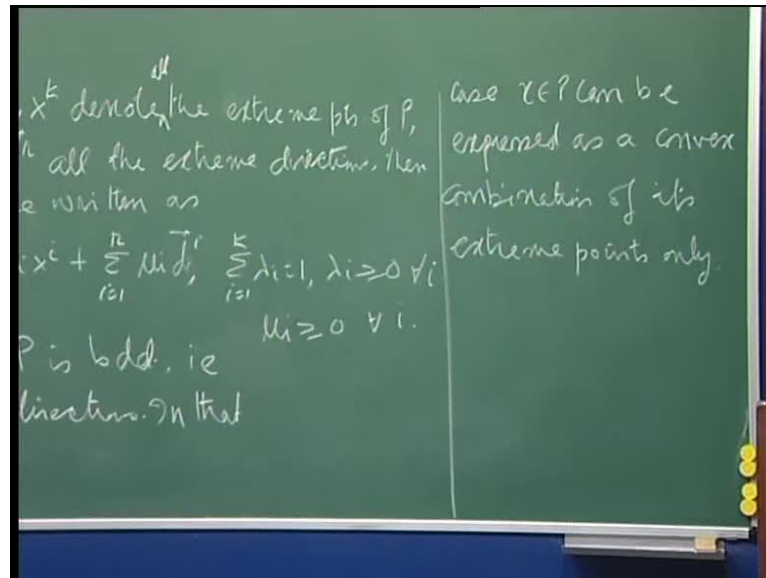 all
, x^k denote the extreme pts of P,
all the extreme directions. Then
e written as
i x^i + \sum_{i=1}^{r} μi d^i, \sum_{i=1}^{k} λi=1, λi ≥ 0 ∀i
μi ≥ 0 ∀ i.
P is bdd. ie
directions. In that
case x∈P can be
expressed as a convex
combination of its
extreme points only.